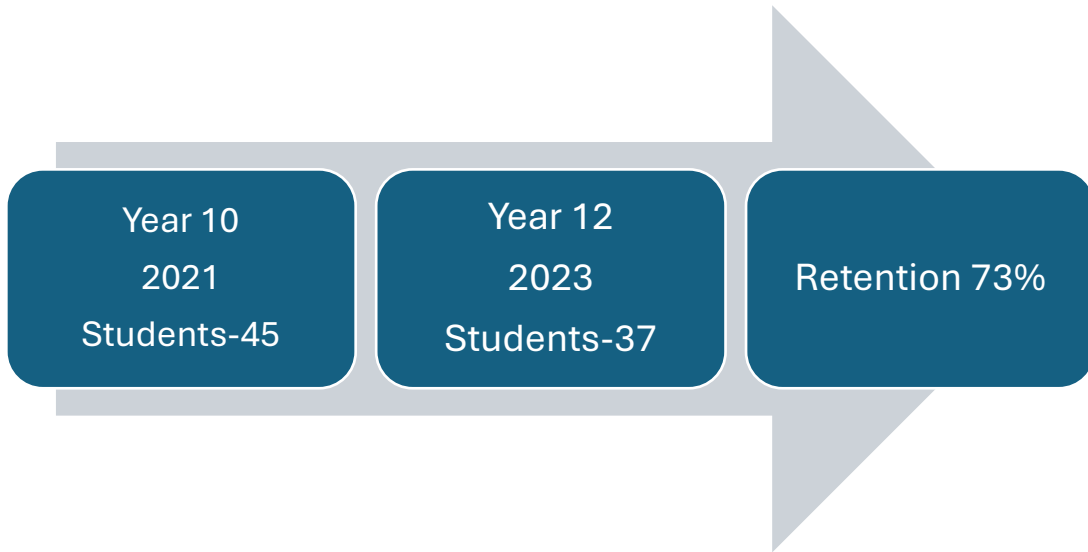 Year 10
2021
Students-45
Year 12
2023
Students-37
Retention 73%